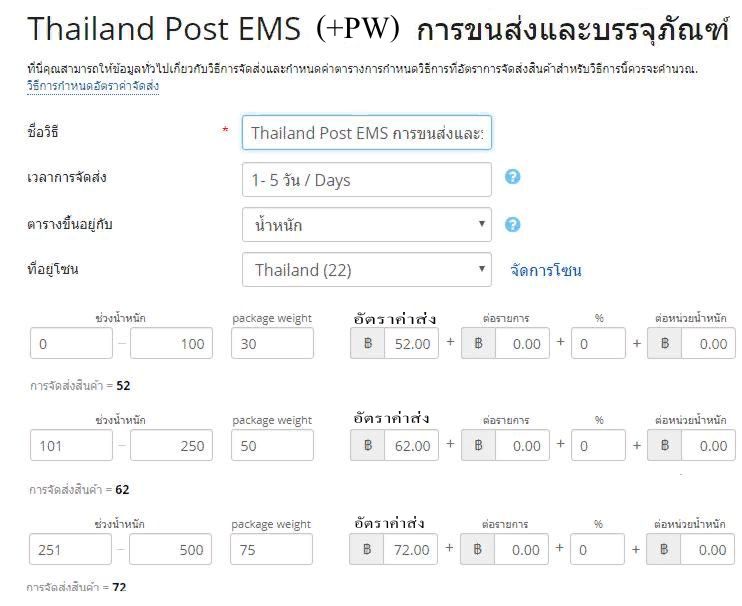 Thailand Post EMS (+PW) การขนส่งและบรรจุภัณฑ์
ที่นี่คุณสามารถให้ข้อมูลทั่วไปเกี่ยวกับวิธีการจัดส่งและกำหนดค่าตารางการกำหนดวิธีการที่อัตราการจัดส่งสินค้าสำหรับวิธีการนี้ควรจะคำนวณ.
วิธีการกำหนดอัตราค่าจัดส่ง
ชื่อวิธี * Thailand Post EMS การขนส่งและ
เวลาการจัดส่ง 1- 5 วัน / Days ?
ตารางขึ้นอยู่กับ น้ำหนัก ?
ที่อยู่โซน Thailand (22) จัดการโซน
ช่วงน้ำหนัก package weight อัตราค่าส่ง ต่อรายการ % ต่อหน่วยน้ำหนัก
0 – 100 30 ฿ 52.00 + ฿ 0.00 + 0 + ฿ 0.00
การจัดส่งสินค้า = 52
ช่วงน้ำหนัก package weight อัตราค่าส่ง ต่อรายการ % ต่อหน่วยน้ำหนัก
101 – 250 50 ฿ 62.00 + ฿ 0.00 + 0 + ฿ 0.00
การจัดส่งสินค้า = 62
ช่วงน้ำหนัก package weight อัตราค่าส่ง ต่อรายการ % ต่อหน่วยน้ำหนัก
251 – 500 75 ฿ 72.00 + ฿ 0.00 + 0 + ฿ 0.00
การจัดส่งสินค้า = 72